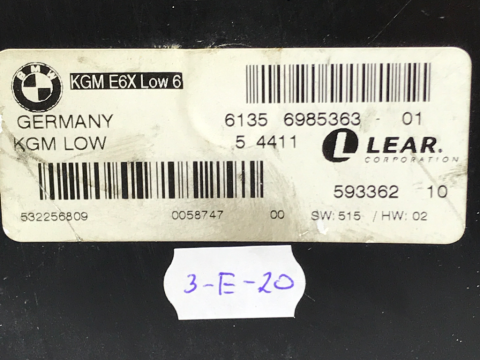 BMW KGM E6X Low 6
GERMANY 6135 6985363 - 01
KGM LOW 5 4411 LEAR.
CORPORATION
593362 10
532256809 0058747 00 SW: 515 / HW: 02
3-E-20